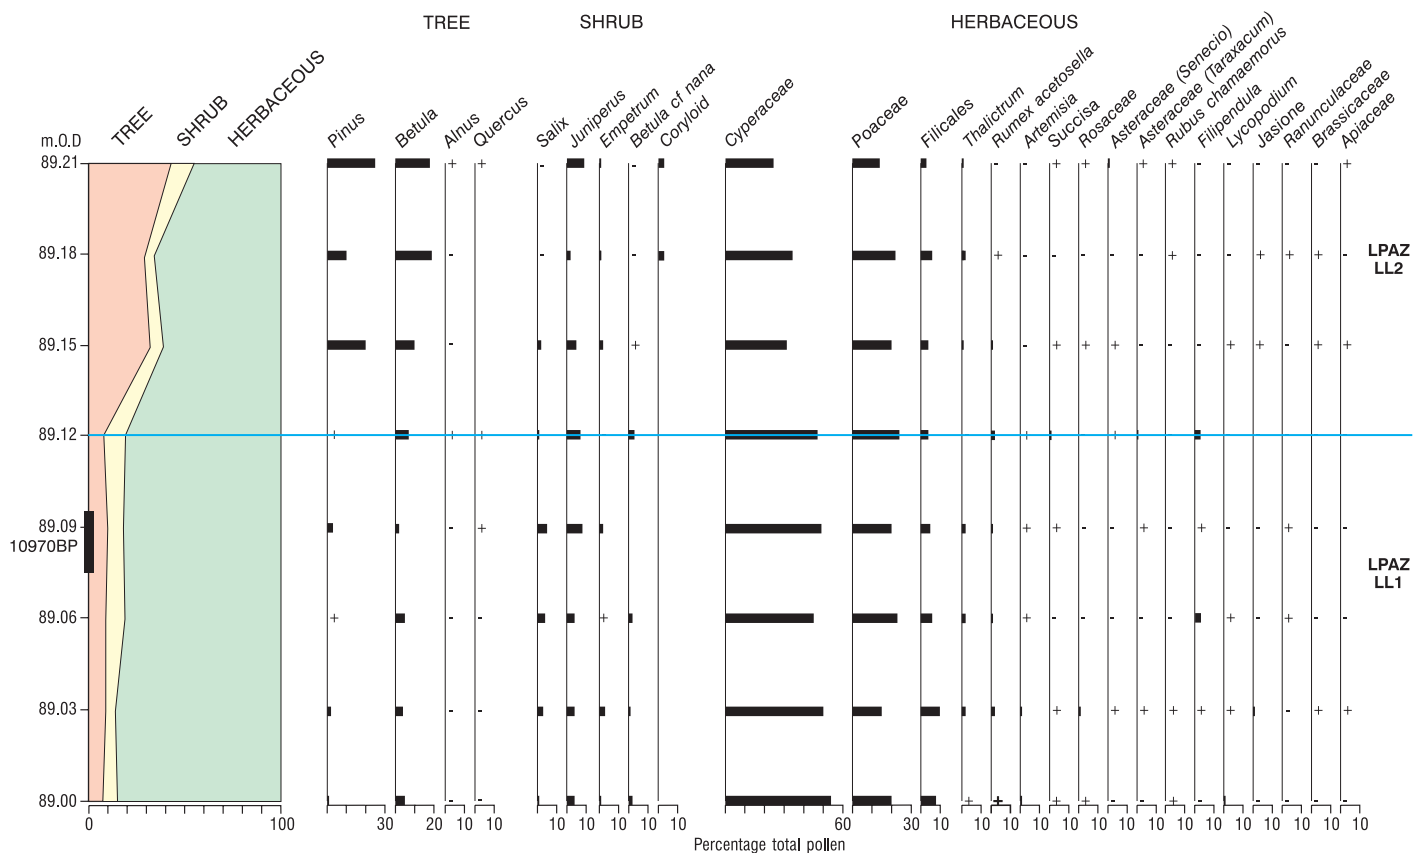 TREE SHRUB HERBACEOUS
TREE SHRUB HERBACEOUS Pinus Betula Alnus Quercus Salix Juniperus Empetrum Betula cf nana Coryloid Cyperaceae Poaceae Filicales Thalictrum Rumex acetosella Artemisia Succisa Rosaceae Asteraceae (Senecio) Asteraceae (Taraxacum) Rubus chamaemorus Filipendula Lycopodium Jasione Ranunculaceae Brassicaceae Apiaceae
m.O.D
89.21
89.18
LPAZ
LL2
89.15
89.12
89.09
10970BP
LPAZ
LL1
89.06
89.03
89.00
0 100 30 20 10 10 10 10 10 10 10 60 30 10 10 10 10 10 10 10 10 10 10 10 10 10 10 10
Percentage total pollen